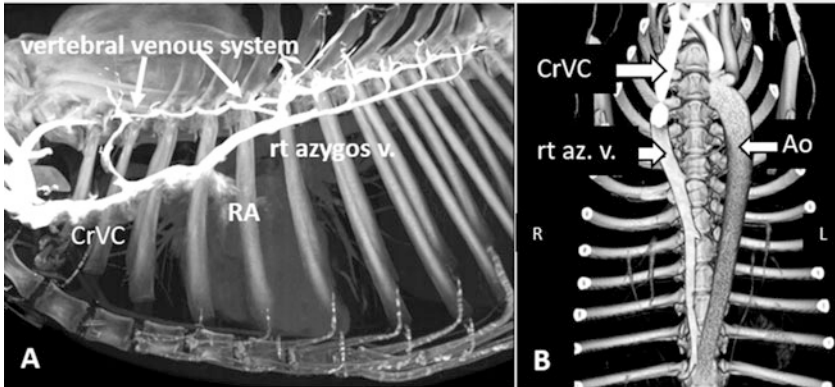 vertebral venous system
rt azygos v.
RA
CrVC
A
CrVC
rt az. v.
Ao
R
L
B